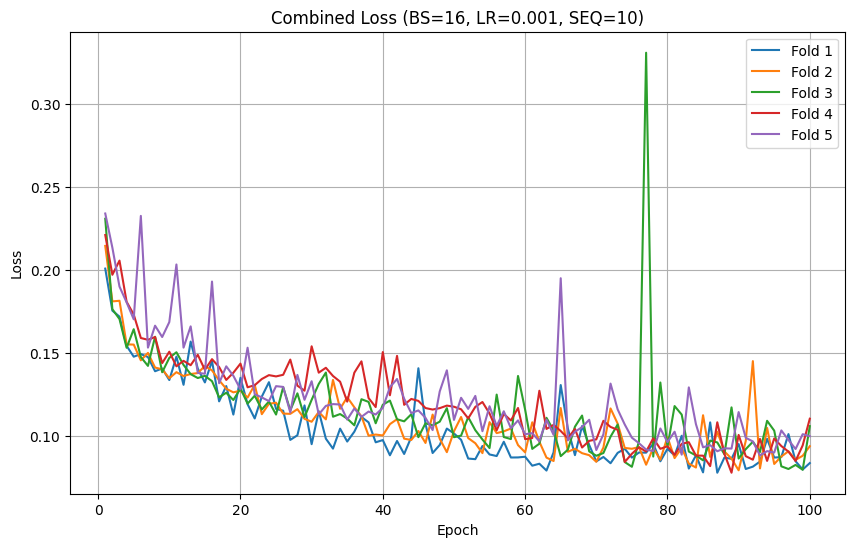 Combined Loss (BS=16, LR=0.001, SEQ=10)
Fold 1
Fold 2
Fold 3
Fold 4
Fold 5
Loss
0.30
0.25
0.20
0.15
0.10
0
20
40
60
80
100
Epoch